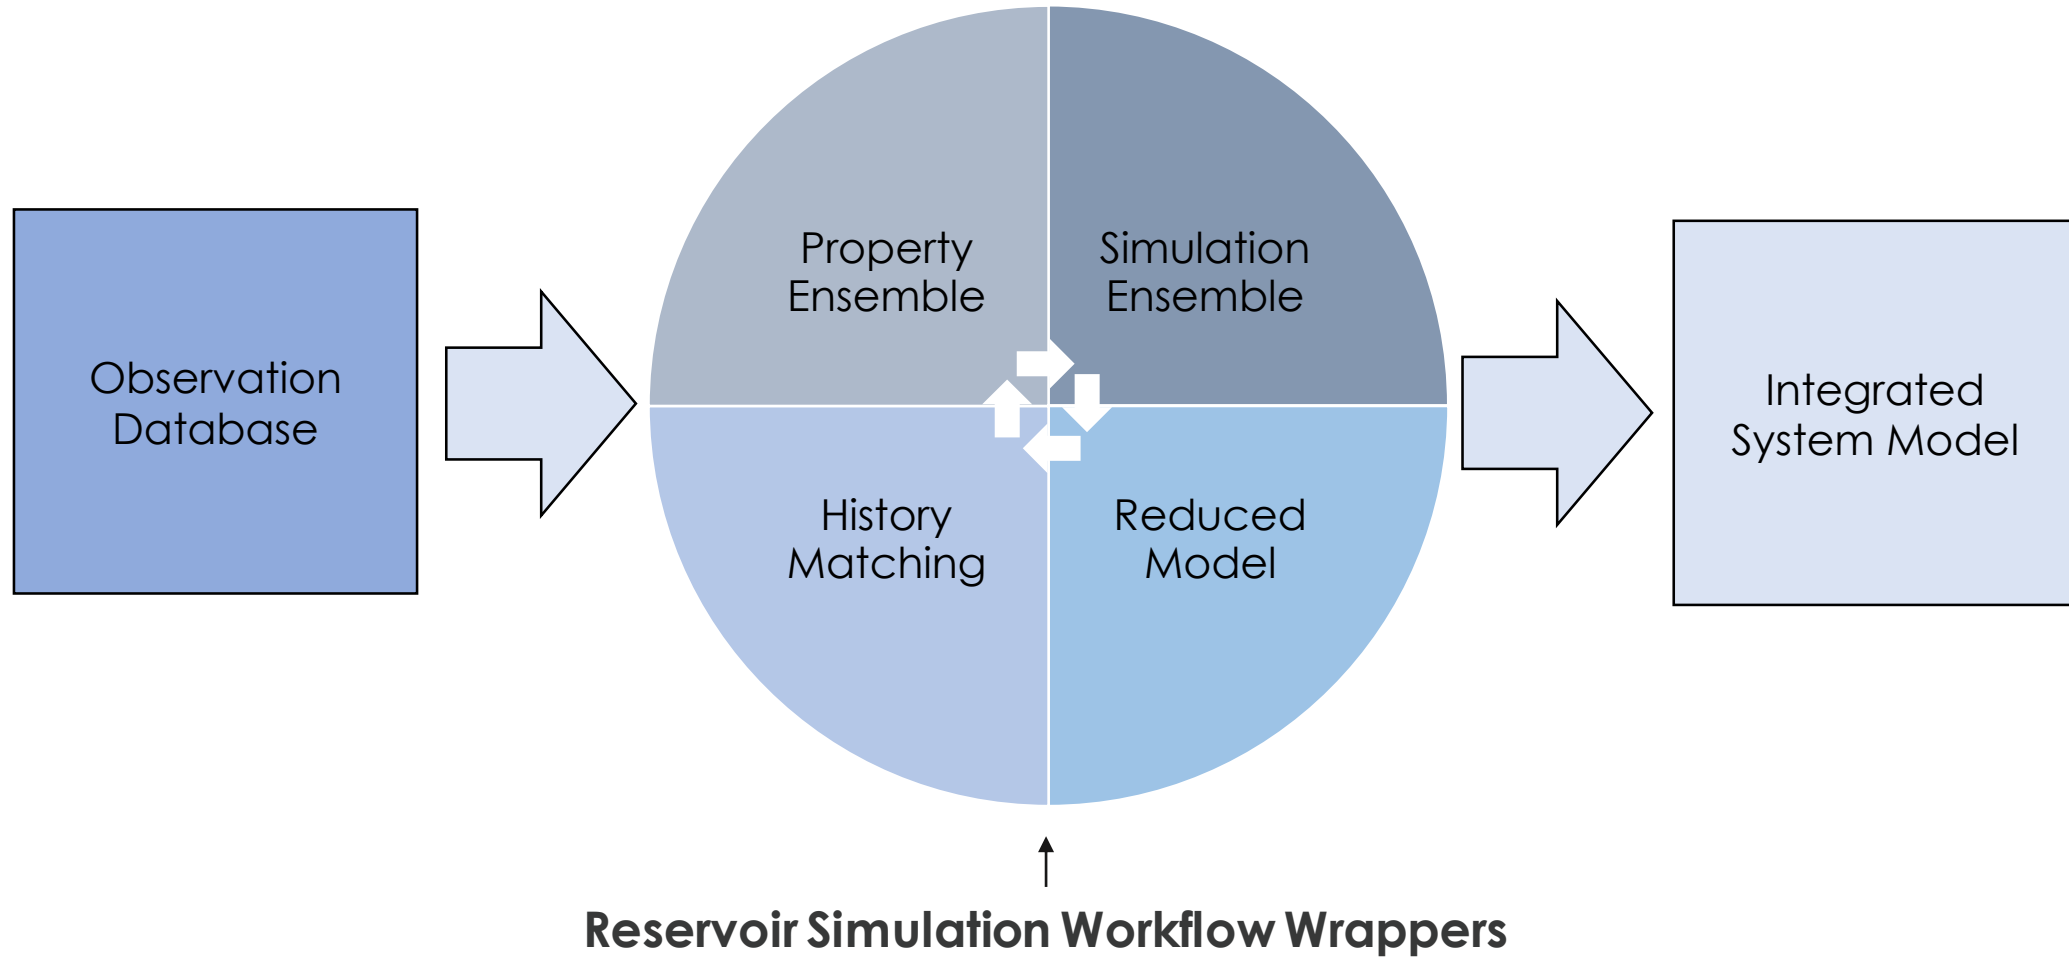 Observation
Database
Property
Ensemble
Simulation
Ensemble
History
Matching
Reduced
Model
Integrated
System Model
Reservoir Simulation Workflow Wrappers